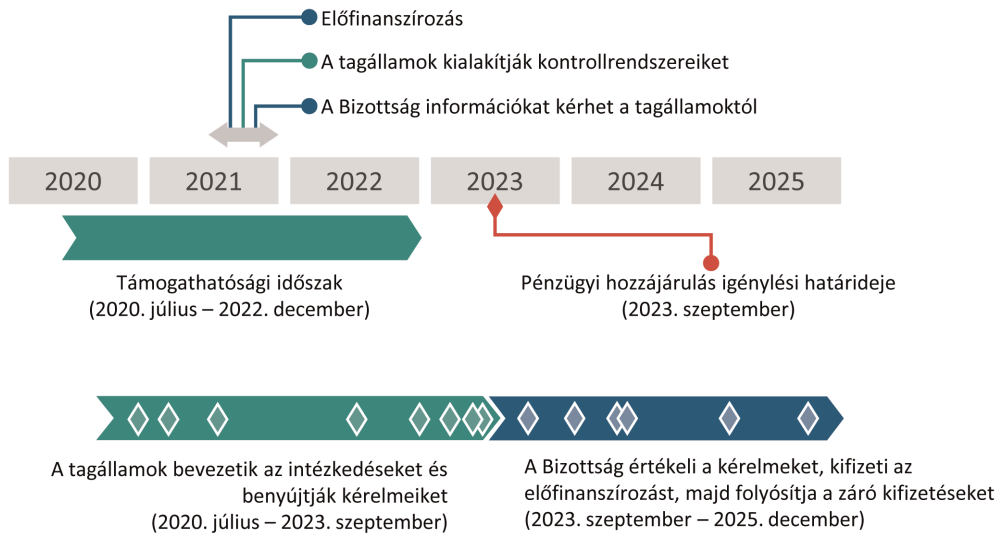 Előfinanszírozás
A tagállamok kialakítják kontrollrendszereiket
A Bizottság információkat kérhet a tagállamoktól
2020
2021
2022
2023
2024
2025
Támogathatósági időszak
(2020. július – 2022. december)
Pénzügyi hozzájárulás igénylési határideje
(2023. szeptember)
A tagállamok bevezetik az intézkedéseket és
benyújtják kérelmeiket
(2020. július – 2023. szeptember)
A Bizottság értékeli a kérelmeket, kifizeti az
előfinanszírozást, majd folyósítja a záró kifizetéseket
(2023. szeptember – 2025. december)